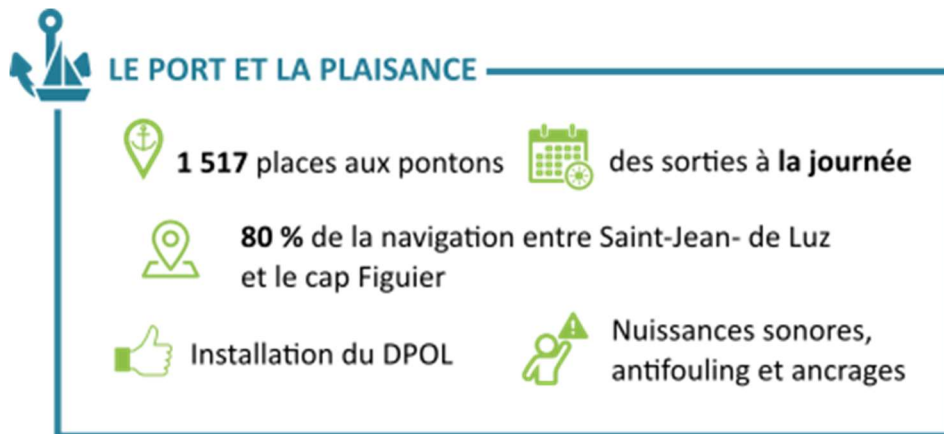 LE PORT ET LA PLAISANCE
1 517 places aux pontons
des sorties à la journée
80 % de la navigation entre Saint-Jean- de Luz
et le cap Figuier
Installation du DPOL
Nuissances sonores,
antifouling et ancrages